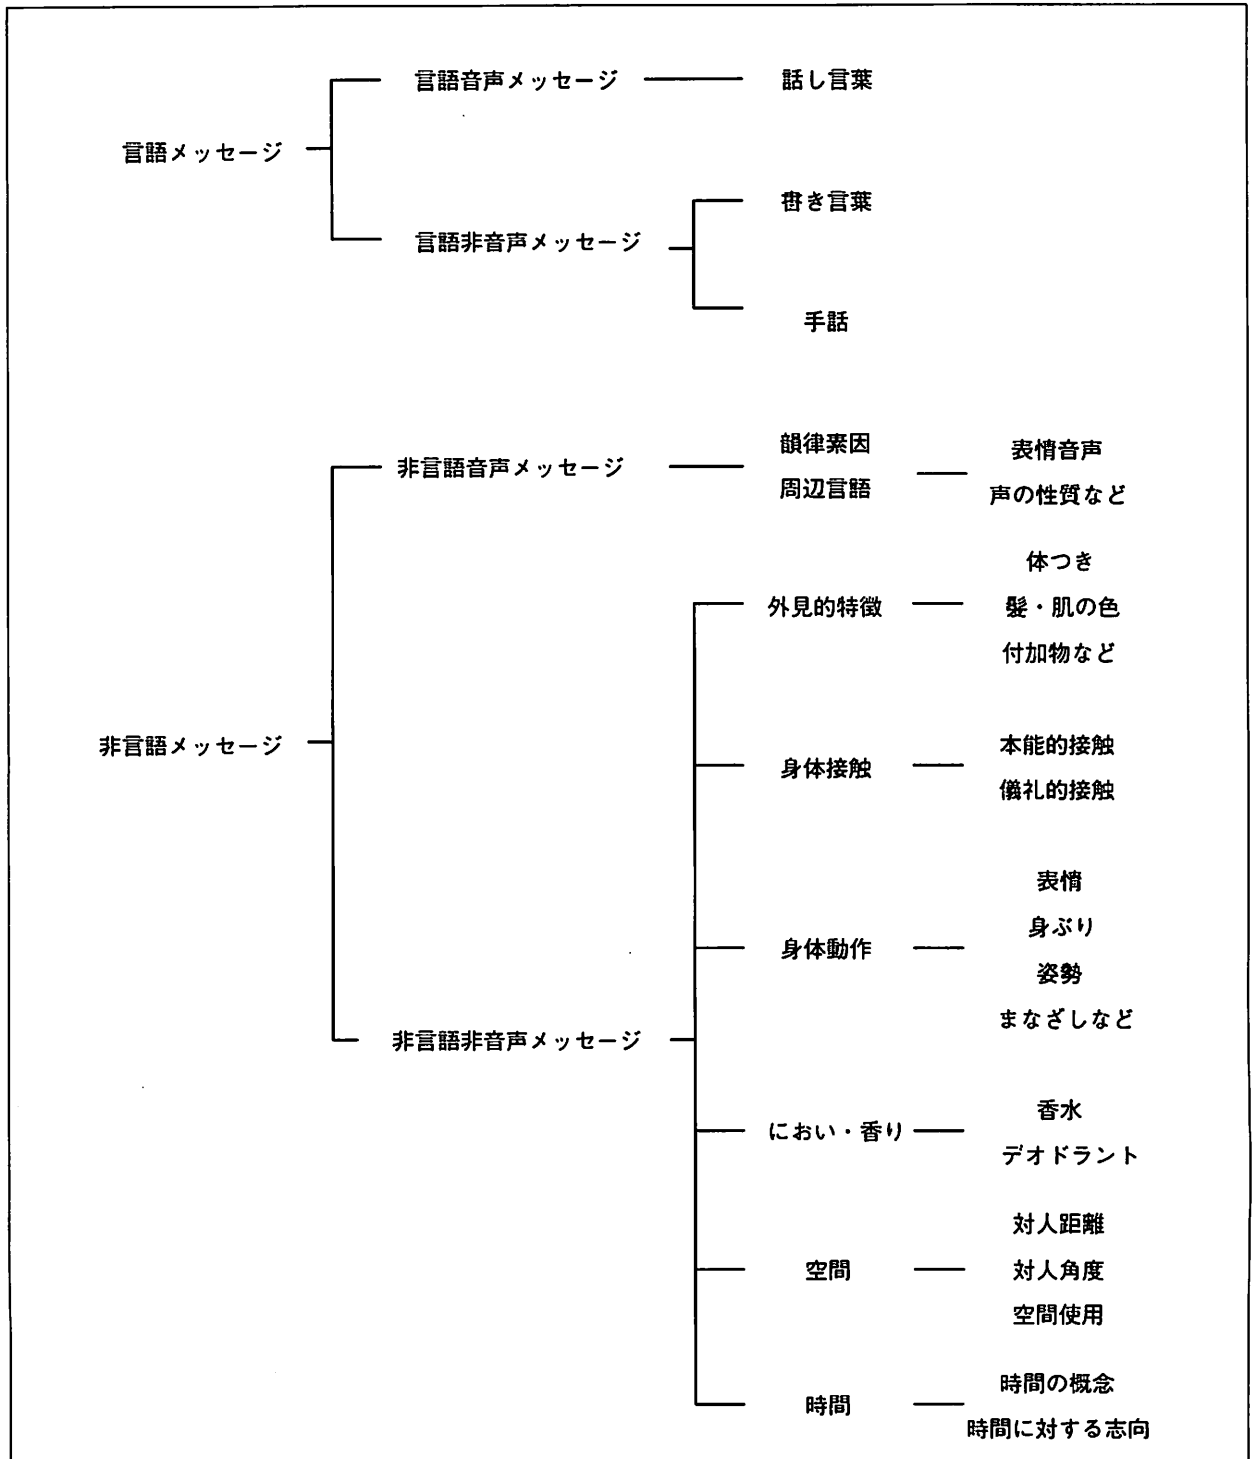 言語音声メッセージ
話し言葉
言語メッセージ
書き言葉
言語非音声メッセージ
手話
韻律素因
周辺言語
非言語音声メッセージ
表情音声
声の性質など
体つき
外見的特徴
髪・肌の色
付加物など
非言語メッセージ
身体接触
本能的接触
儀礼的接触
表情
身ぶり
身体動作
姿勢
まなざしなど
非言語非音声メッセージ
香水
におい・香り
デオドラント
対人距離
空間
対人角度
空間使用
時間の概念
時間
時間に対する志向